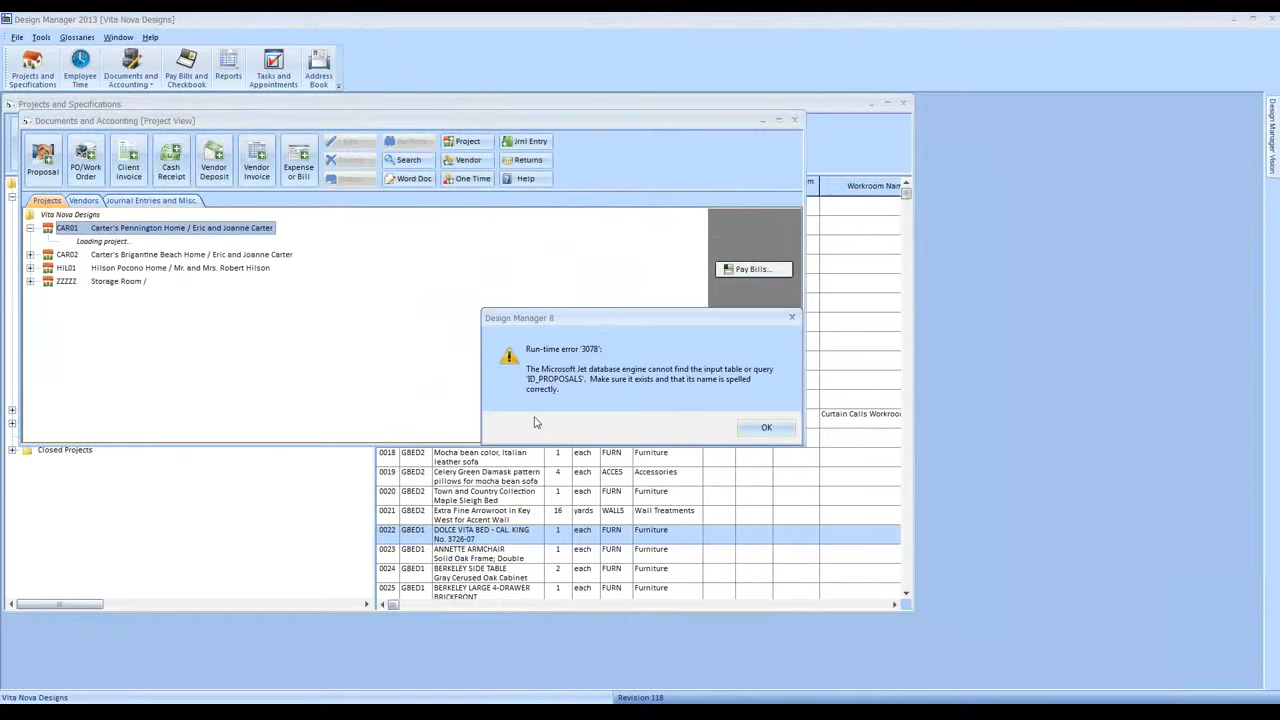 Design Manager 2013 [Vita Nova Designs]
File Tools Glossaries Window Help
Projects and Specifications
Employee Time
Documents and Accounting
Pay Bills and Checkbook
Reports
Tasks and Appointments
Address Book
Projects and Specifications
Documents and Accounting [Project View]
Proposal
PO/Work Order
Client Invoice
Cash Receipt
Vendor Deposit
Vendor Invoice
Expense or Bill
Search
Word Doc
Project
Vendor
One Time
Jrnl Entry
Returns
Help
Projects Vendors Journal Entries and Misc.
Vita Nova Designs
CAR01 Carter's Pennington Home / Eric and Joanne Carter
Loading project...
CAR02 Carter's Brigantine Beach Home / Eric and Joanne Carter
HIL01 Hilson Pocono Home / Mr. and Mrs. Robert Hilson
ZZZZZ Storage Room /
Pay Bills...
Workroom Nam
Design Manager Vision
Design Manager 8
Run-time error '3078':
The Microsoft Jet database engine cannot find the input table or query
'ID_PROPOSALS'. Make sure it exists and that its name is spelled
correctly.
OK
Curtain Calls Workroo
Closed Projects
0018 GBED2 Mocha bean color, Italian leather sofa 1 each FURN Furniture
0019 GBED2 Celery Green Damask pattern pillows for mocha bean sofa 4 each ACCES Accessories
0020 GBED2 Town and Country Collection Maple Sleigh Bed 1 each FURN Furniture
0021 GBED2 Extra Fine Arrowroot in Key West for Accent Wall 16 yards WALLS Wall Treatments
0022 GBED1 DOLCE VITA BED - CAL. KING No. 3726-07 1 each FURN Furniture
0023 GBED1 ANNETTE ARMCHAIR Solid Oak Frame; Double 1 each FURN Furniture
0024 GBED1 BERKELEY SIDE TABLE Gray Cerused Oak Cabinet 2 each FURN Furniture
0025 GBED1 BERKELEY LARGE 4-DRAWER BRICKFRONT 1 each FURN Furniture
Vita Nova Designs
Revision 118